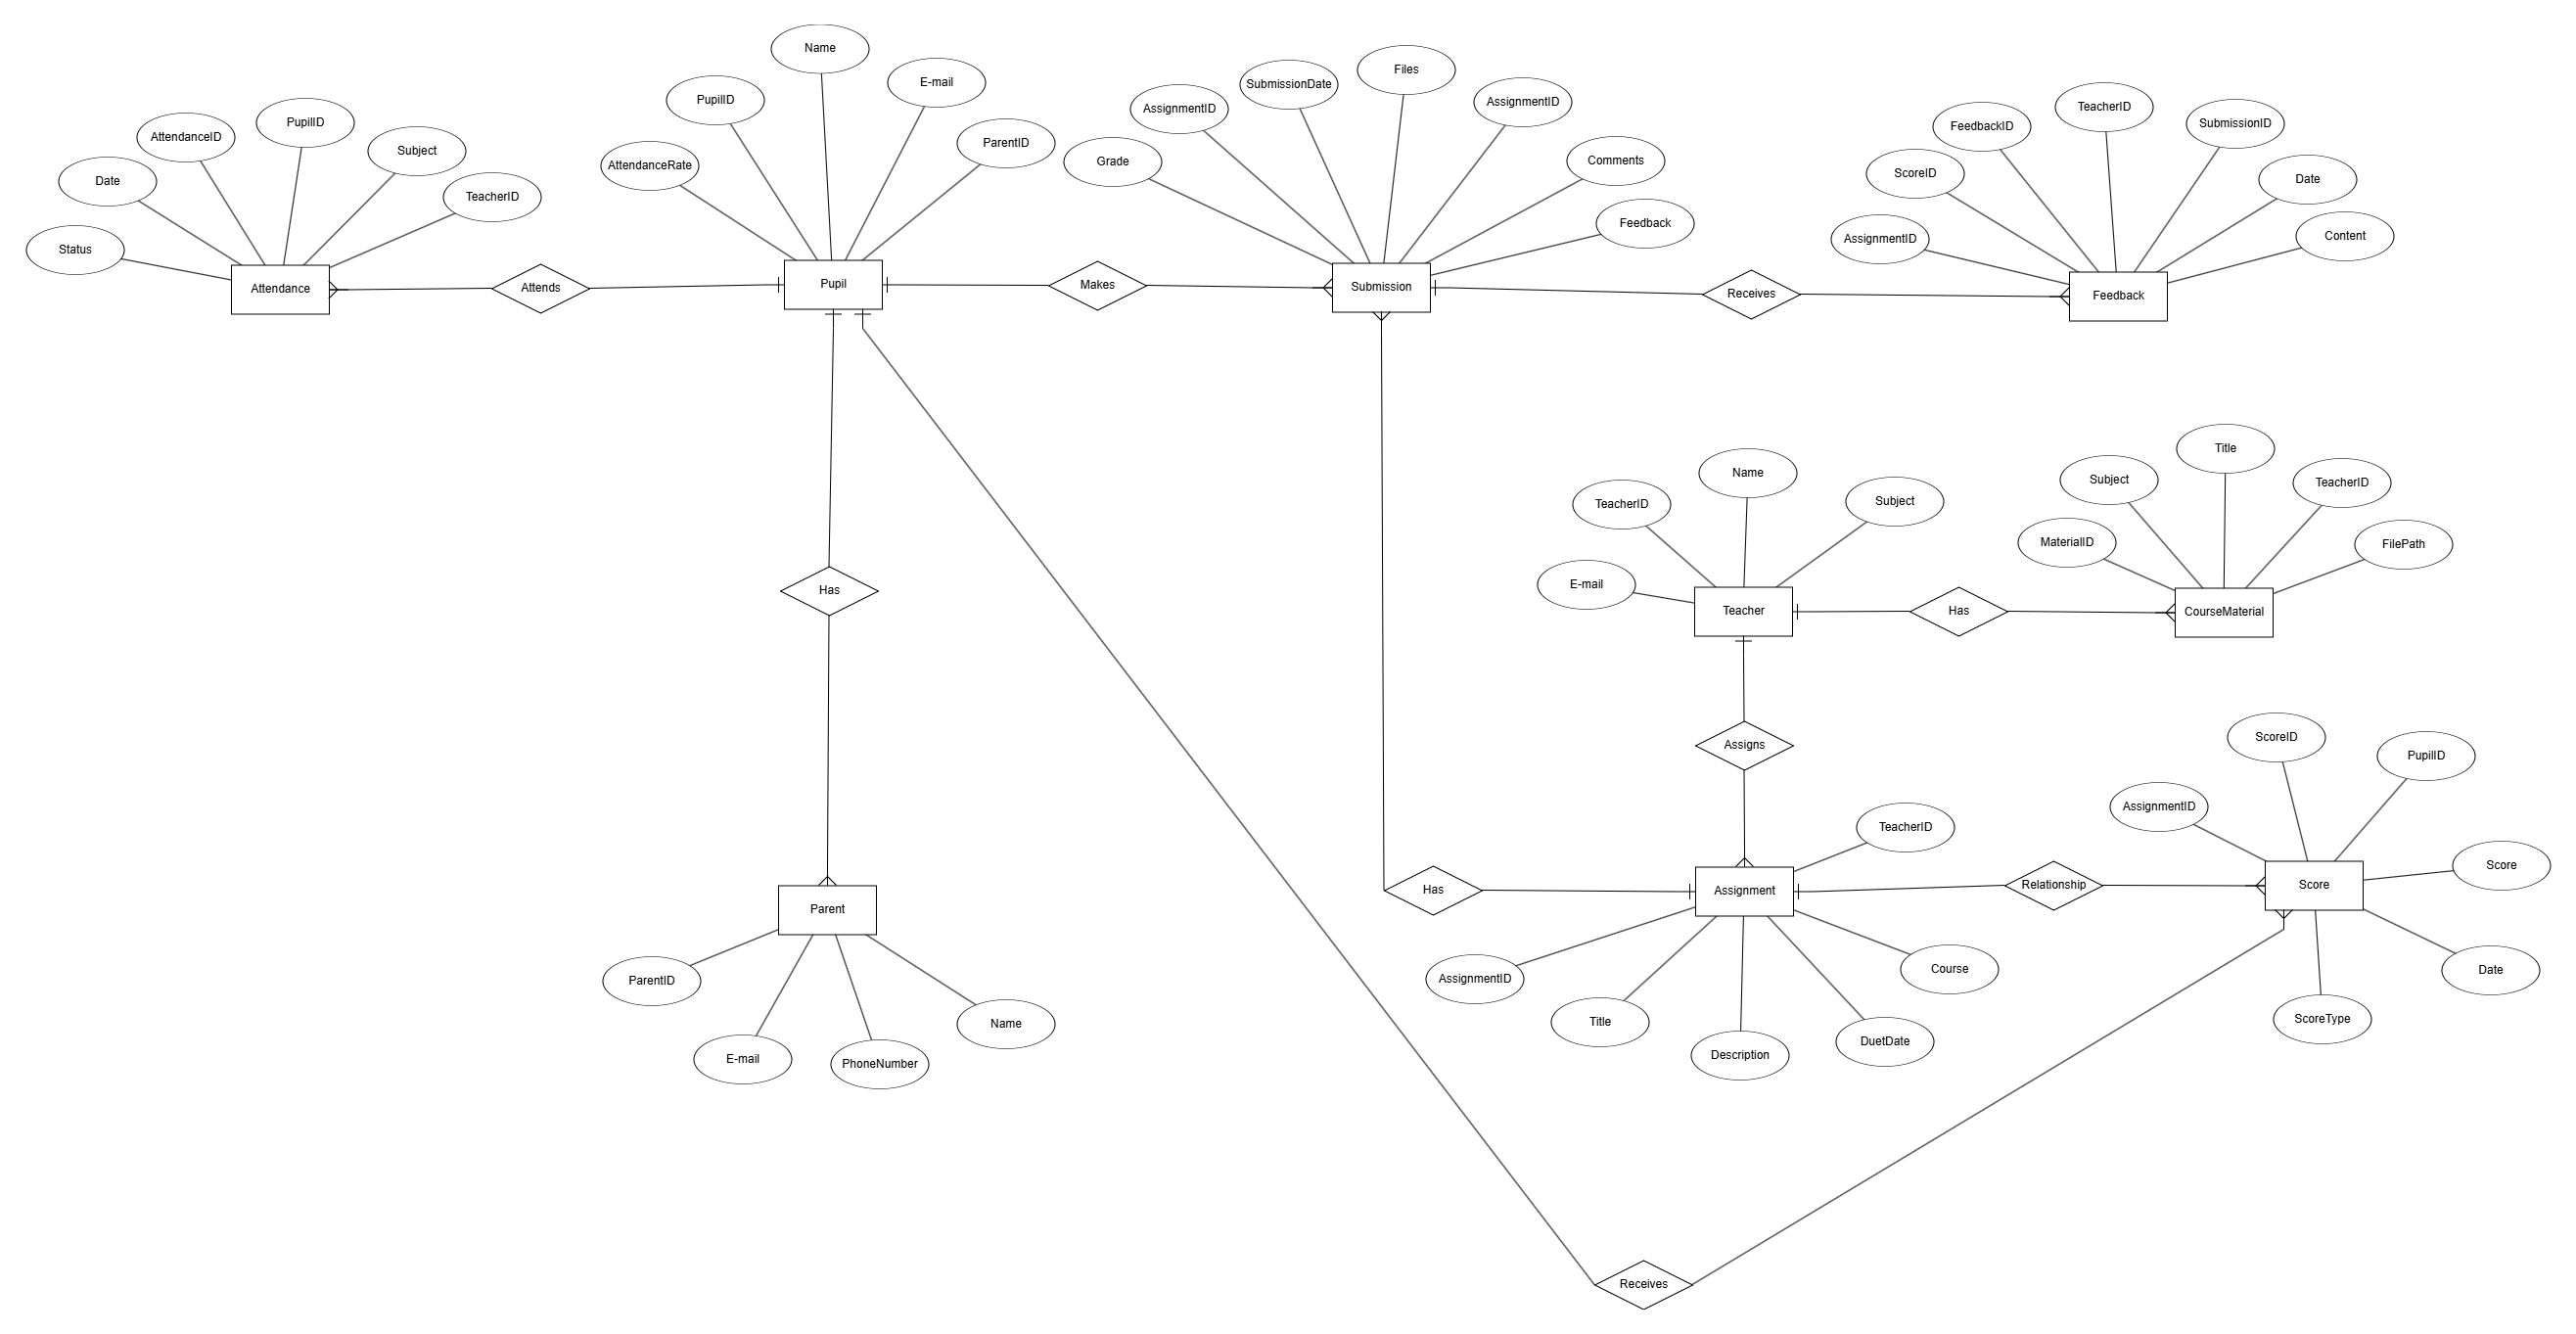 Name
Files
E-mail
SubmissionDate
PupilID
AssignmentID
AssignmentID
TeacherID
PupilID
SubmissionID
FeedbackID
AttendanceID
ParentID
Subject
Comments
Grade
AttendanceRate
ScoreID
Date
Date
TeacherID
Feedback
Content
AssignmentID
Status
Attendance
Attends
Pupil
Makes
Submission
Receives
Feedback
Title
Name
Subject
TeacherID
Subject
TeacherID
MaterialID
FilePath
E-mail
Has
Teacher
Has
CourseMaterial
ScoreID
Assigns
PupilID
AssignmentID
TeacherID
Score
Has
Assignment
Relationship
Score
Parent
Course
Date
AssignmentID
ParentID
Title
ScoreType
Name
DuetDate
Description
E-mail
PhoneNumber
Receives